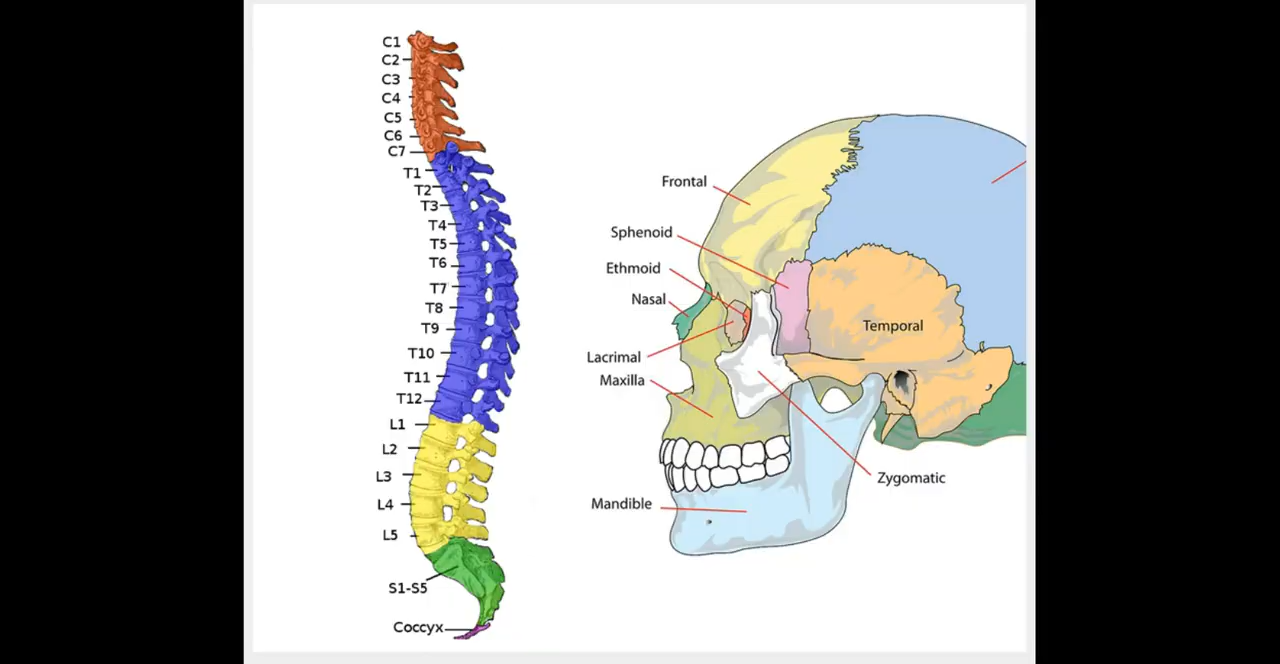 C1
C2
C3
C4
C5
C6
C7
T1
T2
T3
T4
T5
T6
T7
T8
T9
T10
T11
T12
L1
L2
L3
L4
L5
S1-S5
Coccyx
Frontal
Sphenoid
Ethmoid
Nasal
Lacrimal
Maxilla
Mandible
Temporal
Zygomatic